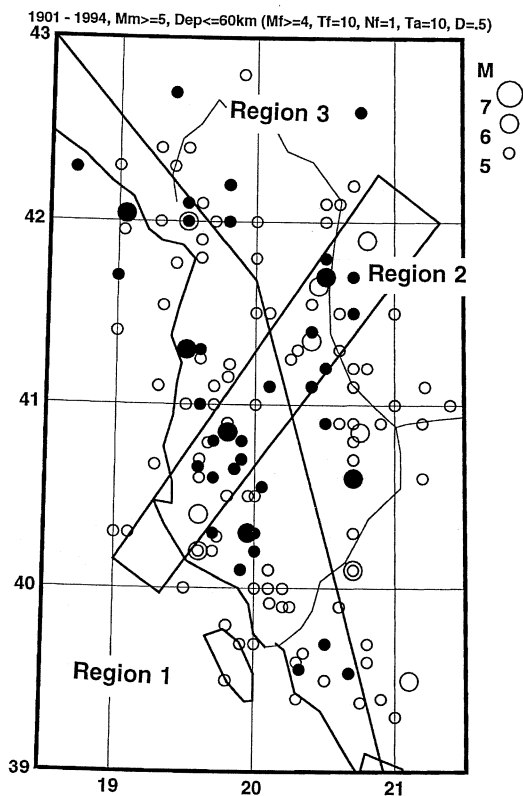 1901 - 1994, Mm>=5, Dep<=60km (Mf>=4, Tf=10, Nf=1, Ta=10, D=.5)
43
M
7
6
5
Region 3
42
Region 2
41
40
Region 1
39
19
20
21